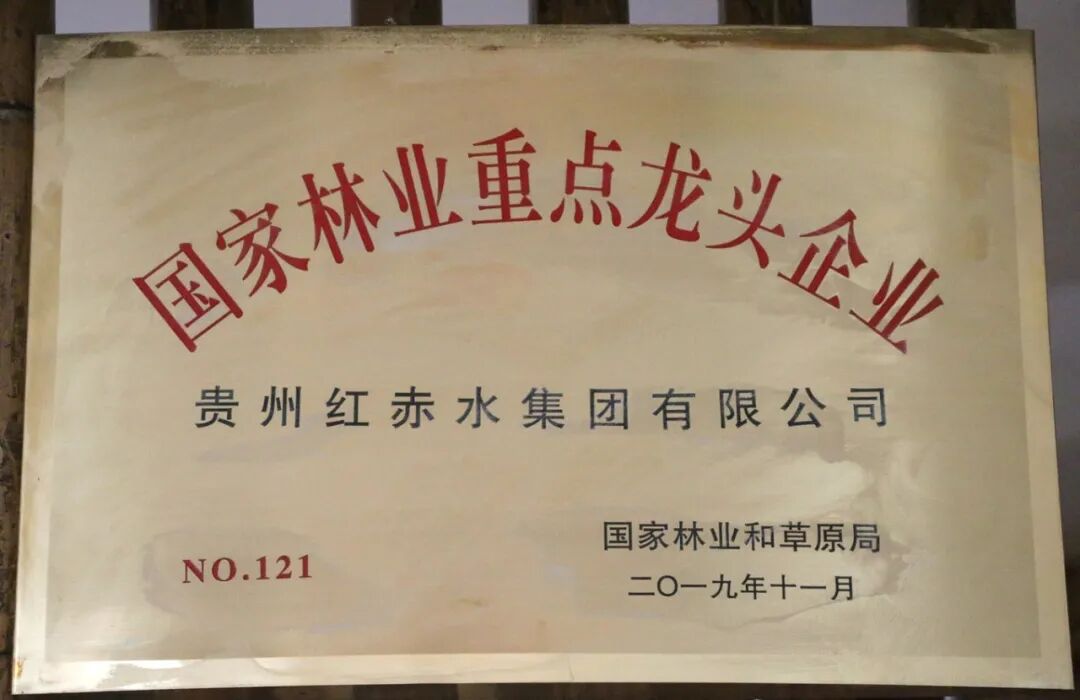 国家林业重点龙头企业
贵州红赤水集团有限公司
NO.121
国家林业和草原局
二〇一九年十一月